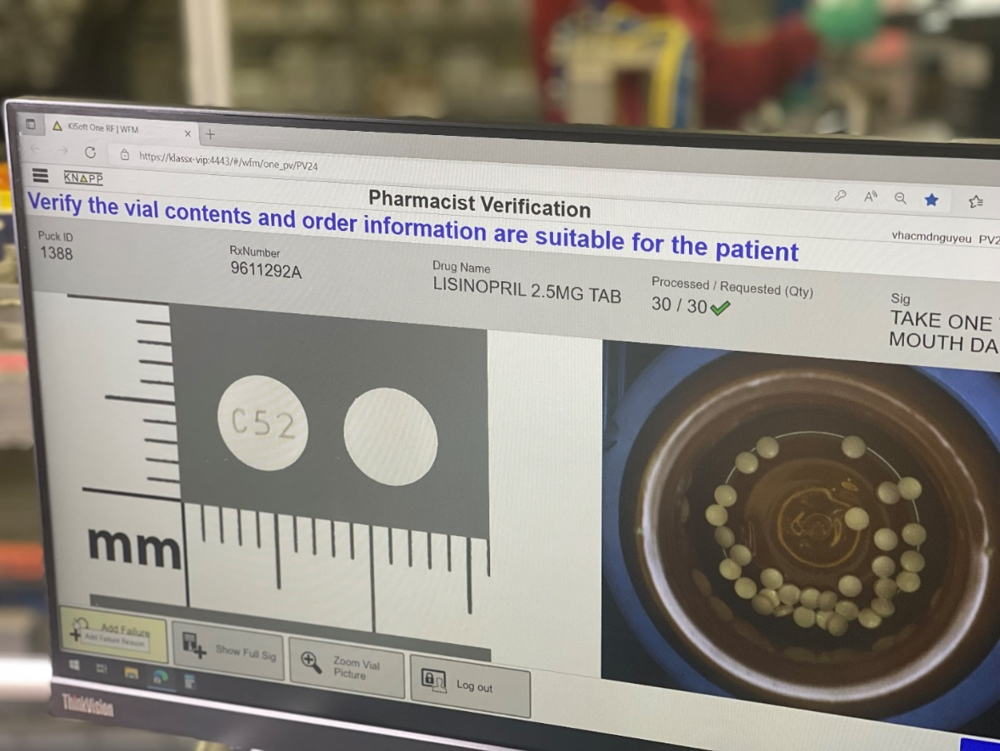 KiSoft One RF | WFM
https://klassx-vip:4443/#/wfm/one_pv/PV24
KNAPP
Pharmacist Verification
Verify the vial contents and order information are suitable for the patient
vhacmdnguyeu PV2
Puck ID
1388
RxNumber
9611292A
Drug Name
LISINOPRIL 2.5MG TAB
Processed / Requested (Qty)
30 / 30
Sig
TAKE ONE
MOUTH DA
C52
mm
Add Failure
Add Failure Reason
Show Full Sig
Zoom Vial
Picture
Log out
ThinkVision